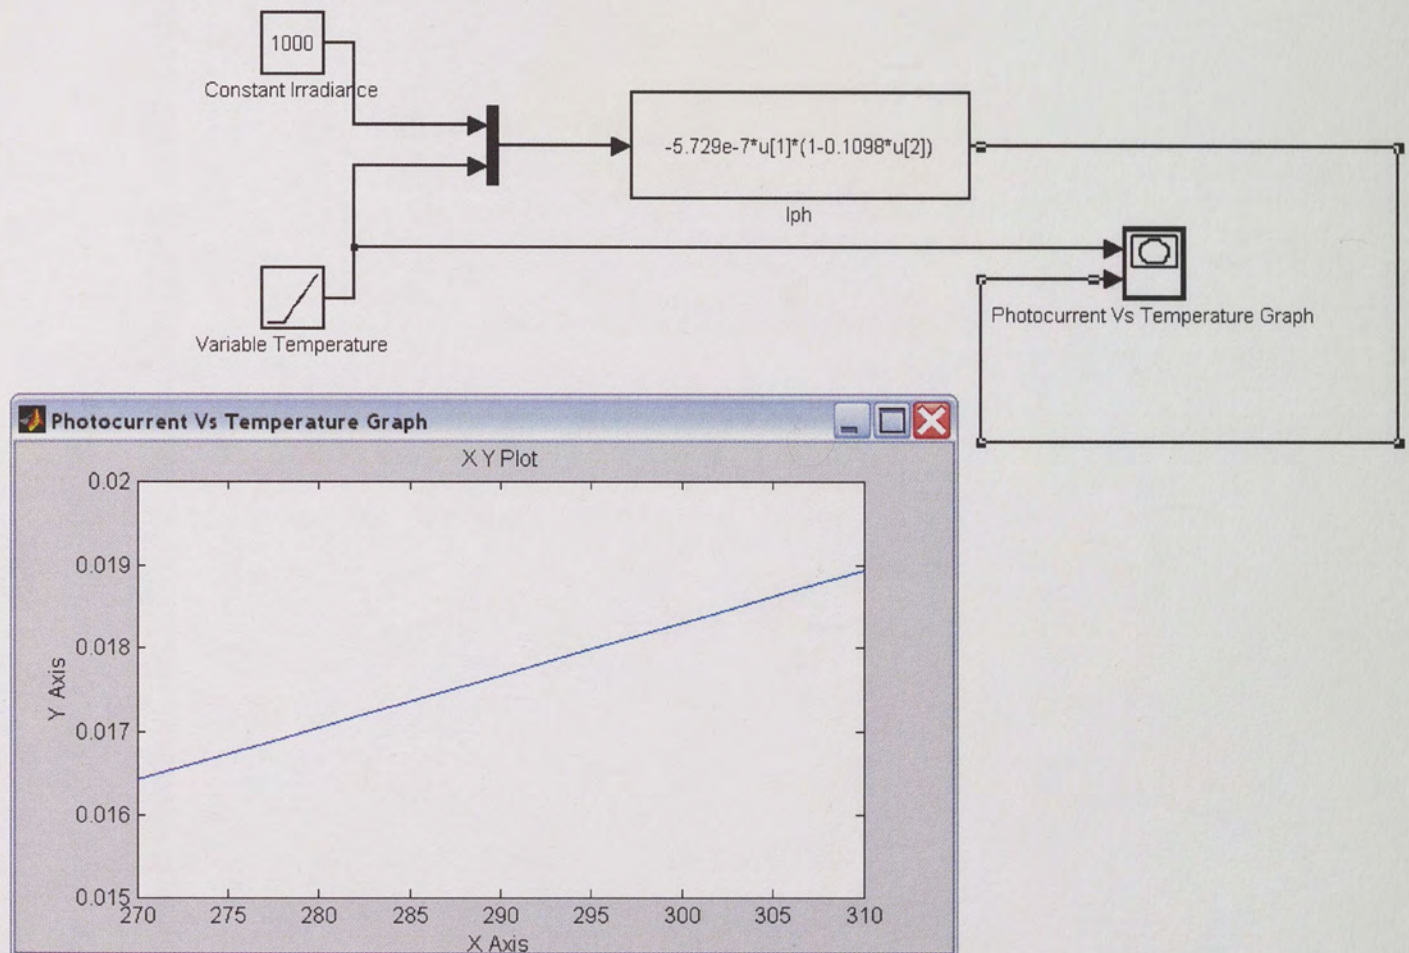 1000
Constant Irradiance
-5.729e-7*u[1]*(1-0.1098*u[2])
Iph
Variable Temperature
Photocurrent Vs Temperature Graph
Photocurrent Vs Temperature Graph
X Y Plot
0.02
0.019
0.018
0.017
0.016
0.015
Y Axis
270 275 280 285 290 295 300 305 310
X Axis